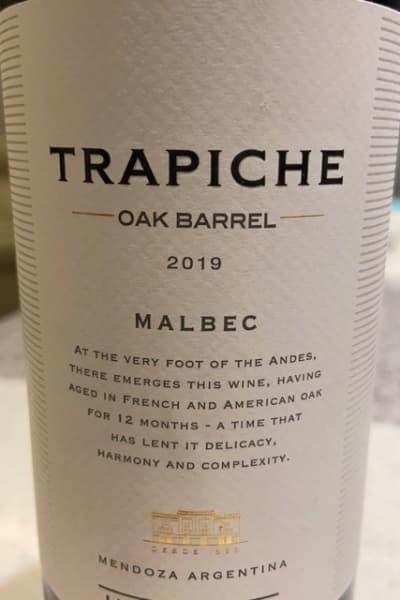 TRAPICHE
OAK BARREL
2019
MALBEC
AT THE VERY FOOT OF THE ANDES,
THERE EMERGES THIS WINE, HAVING
AGED IN FRENCH AND AMERICAN OAK
FOR 12 MONTHS - A TIME THAT
HAS LENT IT DELICACY,
HARMONY AND COMPLEXITY.
DESDE
MENDOZA ARGENTINA